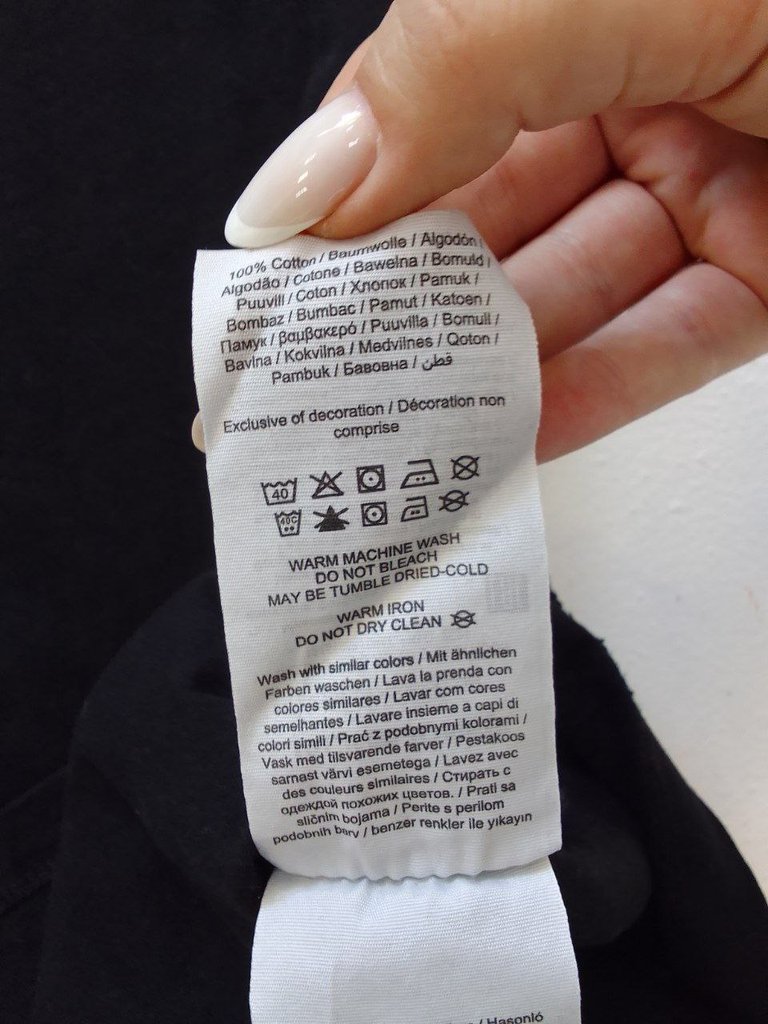 100% Cotton / Baumwolle / Algodón /
Algodão / Cotone / Bawełna / Bomuld /
Puuvill / Coton / Хлопок / Pamuk /
Bombaz / Bumbac / Pamut / Katoen /
Памук / βαμβακερό / Puuvilla / Bomull /
Bavlna / Kokvilna / Medvilnes / Qoton /
Pambuk / Бавовна / قطن
Exclusive of decoration / Décoration non
comprise
40
40C
WARM MACHINE WASH
DO NOT BLEACH
MAY BE TUMBLE DRIED-COLD
WARM IRON
DO NOT DRY CLEAN
Wash with similar colors / Mit ähnlichen
Farben waschen / Lava la prenda con
colores similares / Lavar com cores
semelhantes / Lavare insieme a capi di
colori simili / Prać z podobnymi kolorami /
Vask med tilsvarende farver / Pestakoos
sarnast värvi esemetega / Lavez avec
des couleurs similaires / Стирать с
одеждой похожих цветов. / Prati sa
sličnim bojama / Perite s perilom
podobnih barv / benzer renkler ile yıkayın
/ Hasonló